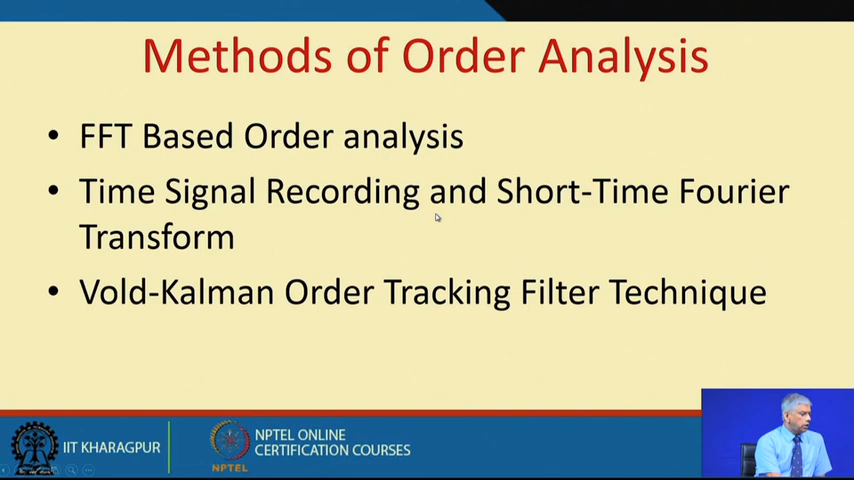 Methods of Order Analysis
• FFT Based Order analysis
• Time Signal Recording and Short-Time Fourier
Transform
• Vold-Kalman Order Tracking Filter Technique
IIT KHARAGPUR
NPTEL
NPTEL ONLINE
CERTIFICATION COURSES